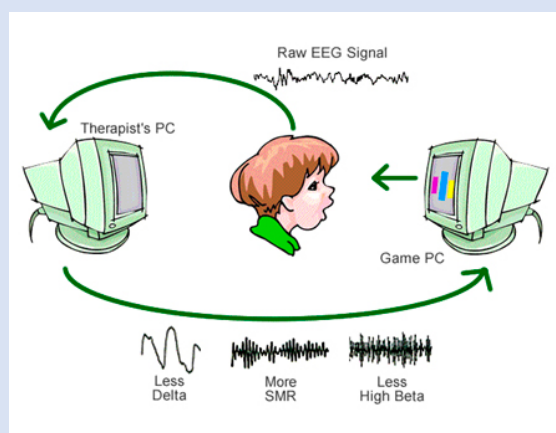 Raw EEG Signal
Therapist's PC
Game PC
Less
Delta
More
SMR
Less
High Beta